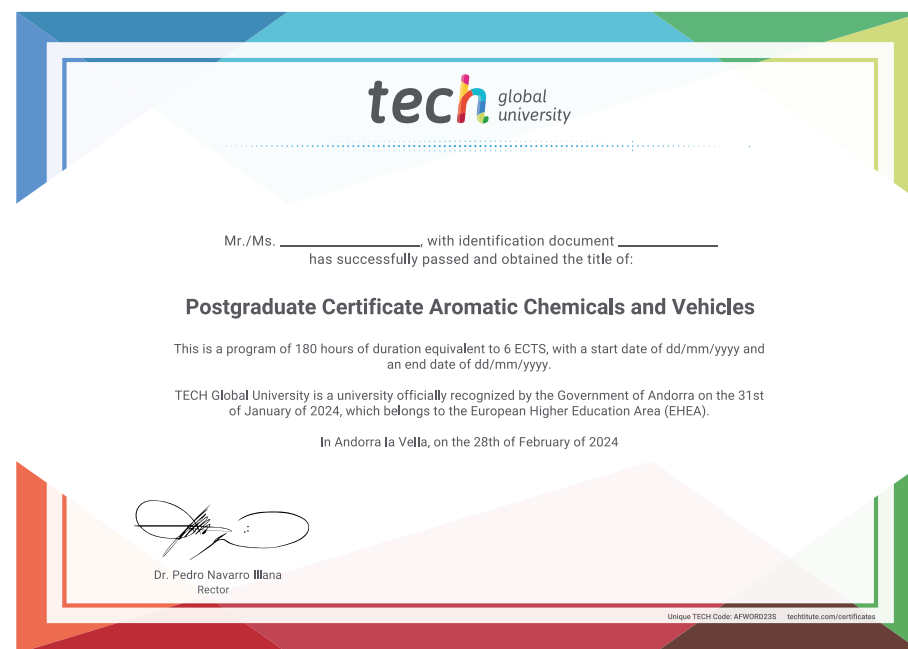 tech global
university
Mr./Ms. ____________, with identification document ____________
has successfully passed and obtained the title of:
Postgraduate Certificate Aromatic Chemicals and Vehicles
This is a program of 180 hours of duration equivalent to 6 ECTS, with a start date of dd/mm/yyyy and
an end date of dd/mm/yyyy.
TECH Global University is a university officially recognized by the Government of Andorra on the 31st
of January of 2024, which belongs to the European Higher Education Area (EHEA).
In Andorra la Vella, on the 28th of February of 2024
Dr. Pedro Navarro Illana
Rector
Unique TECH Code: AFWORD23S techtitute.com/certificates